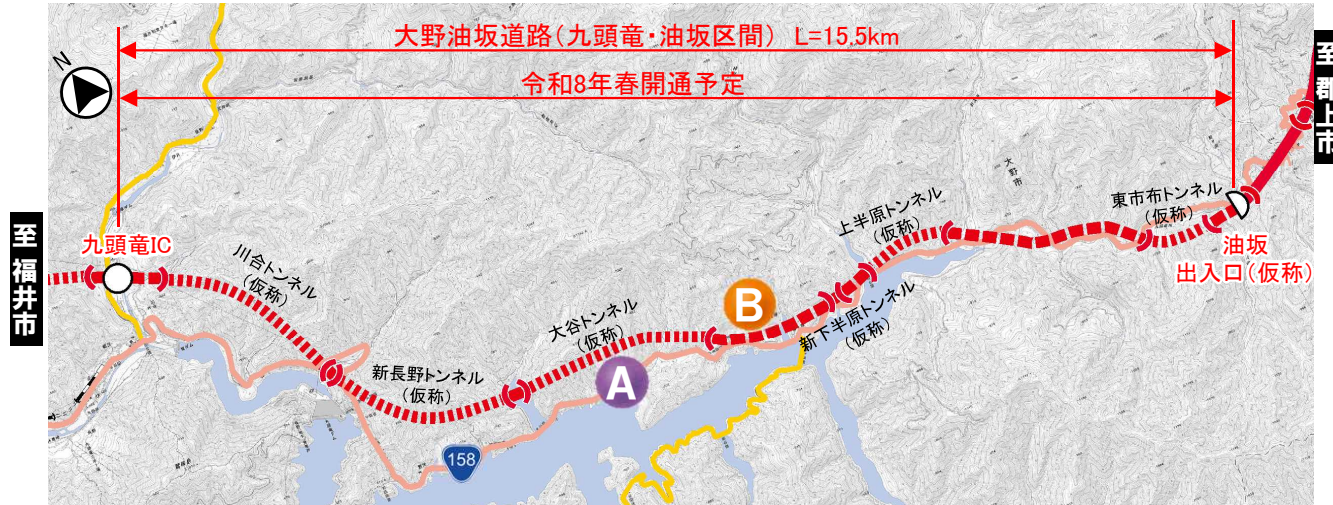 大野油坂道路(九頭竜・油坂区間) L=15.5km
令和8年春開通予定
N
至 郡上市
至 福井市
九頭竜IC
川合トンネル
(仮称)
新長野トンネル
(仮称)
大谷トンネル
(仮称)
A
B
158
新下半原トンネル
(仮称)
上半原トンネル
(仮称)
大野市
東市布トンネル
(仮称)
油坂
出入口(仮称)